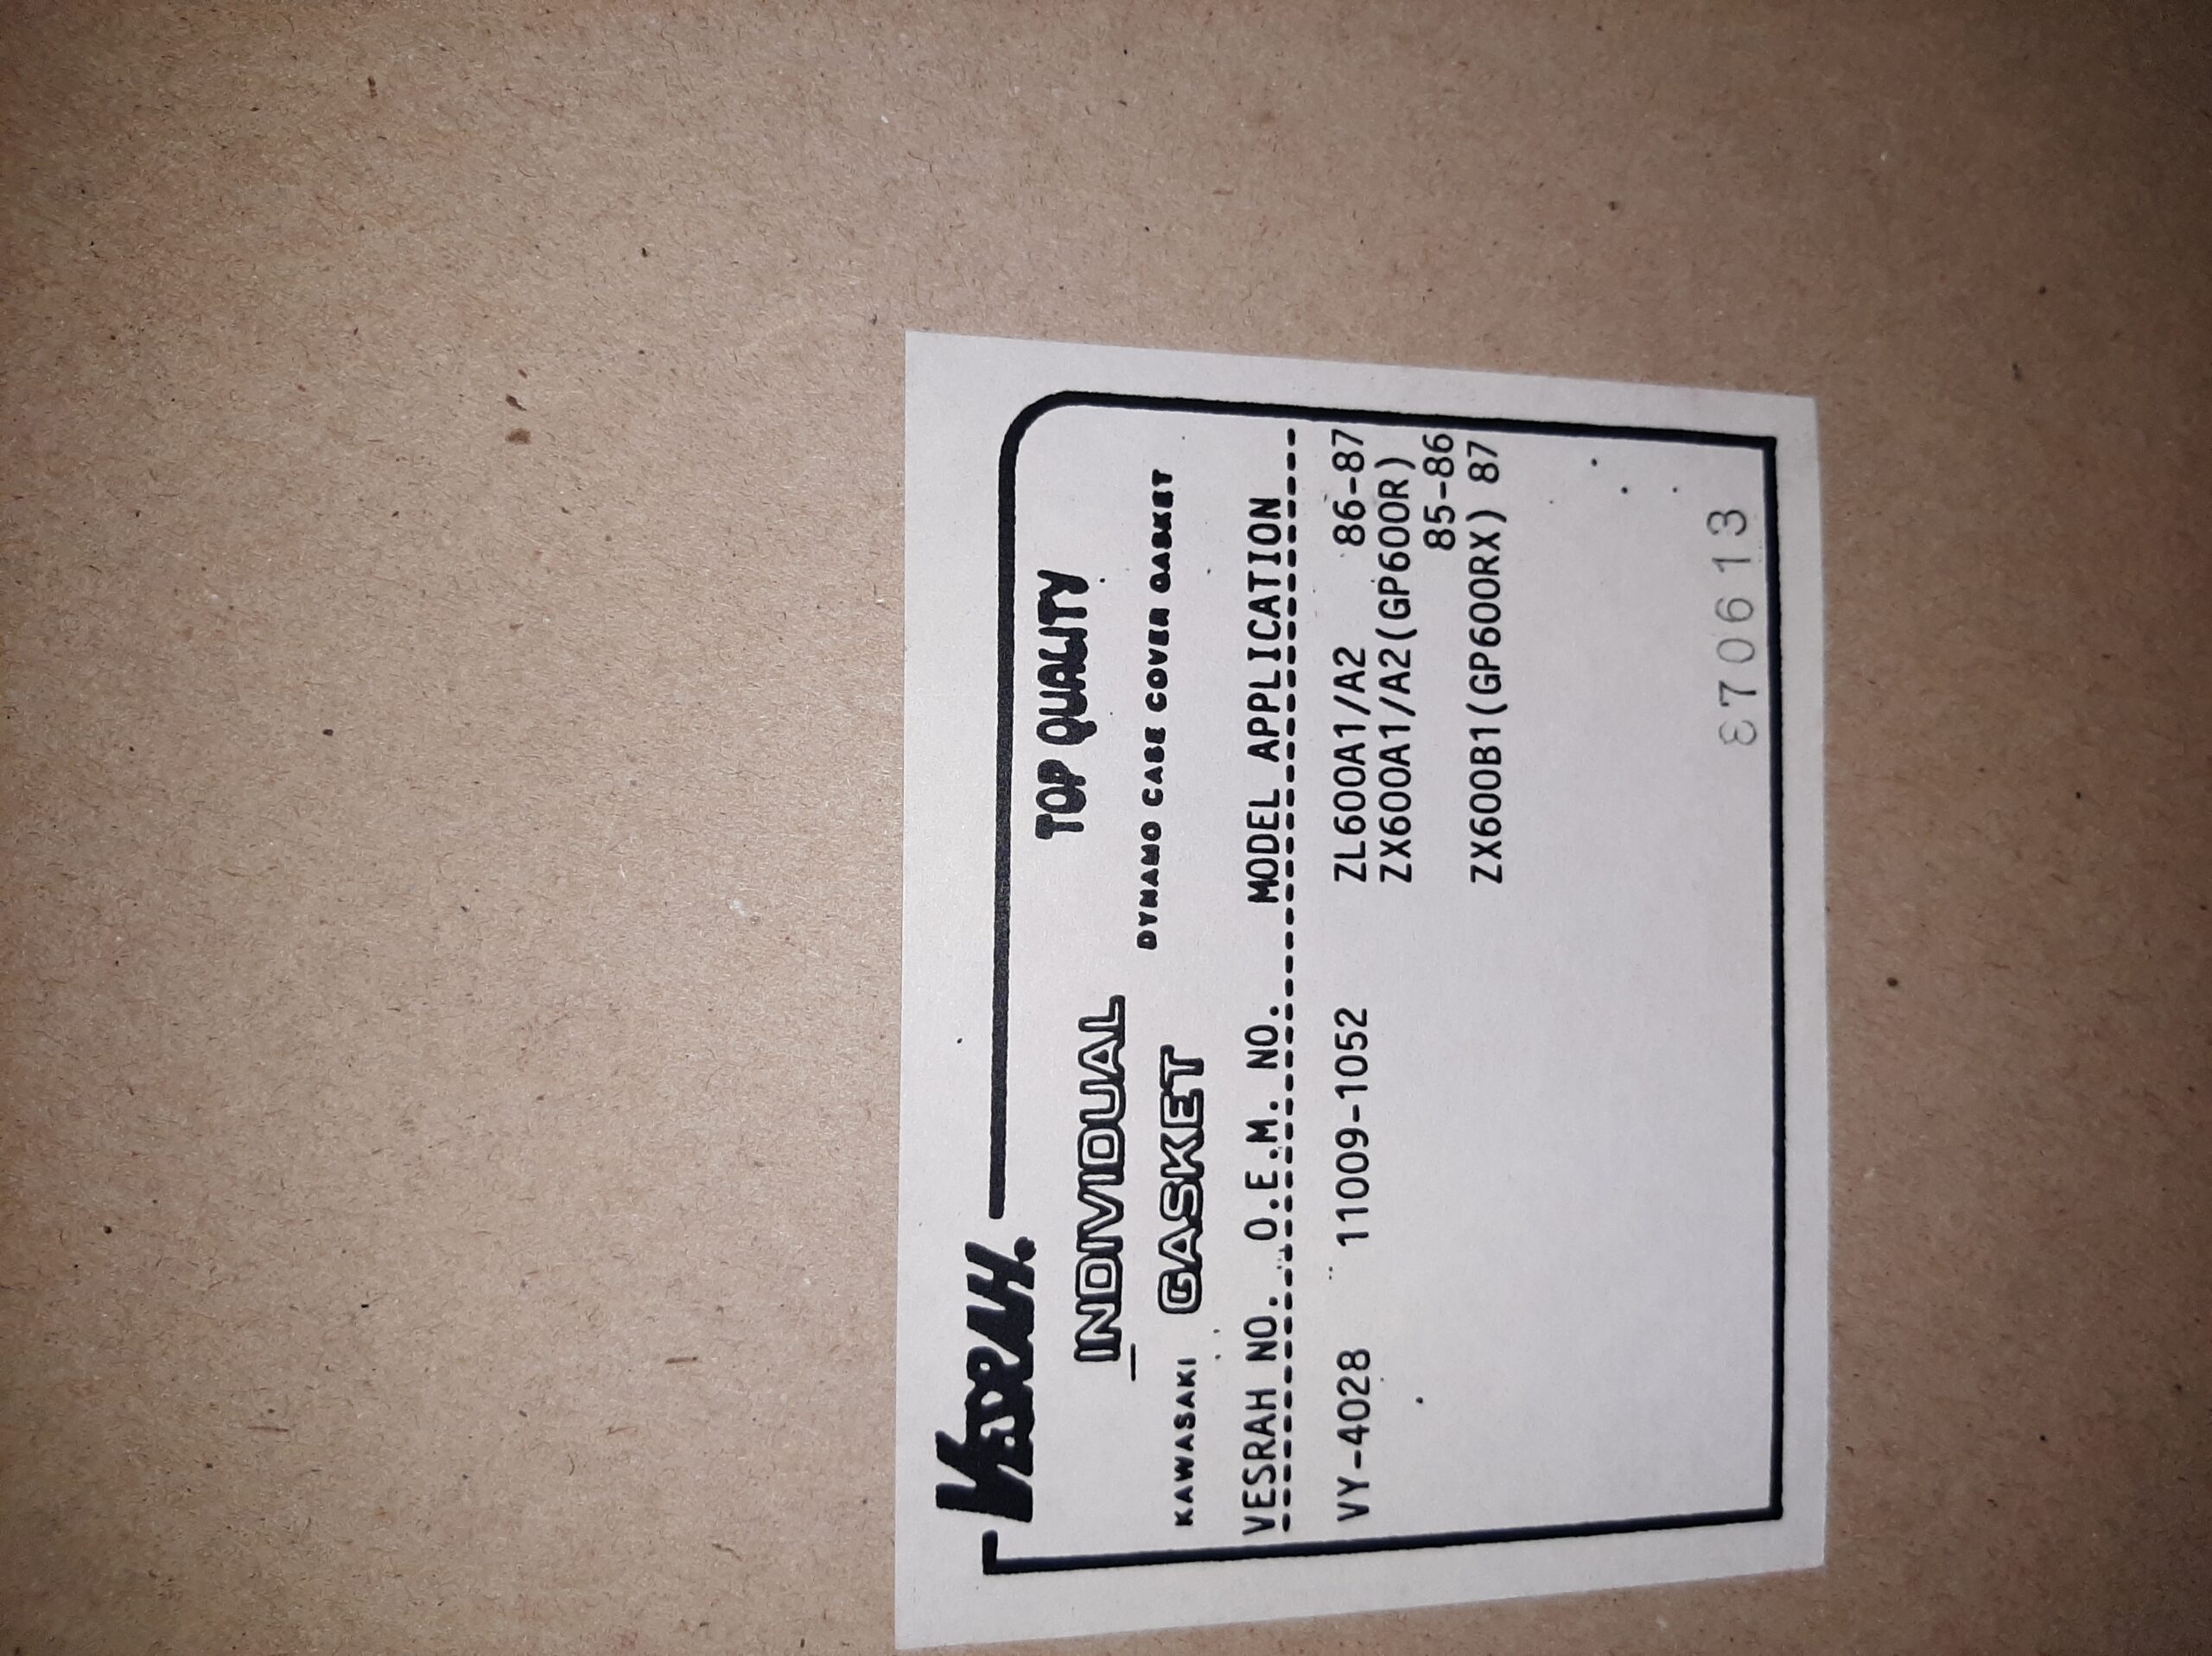 VESRAH.
INDIVIDUAL TOP QUALITY
KAWASAKI GASKET DYNAMO CASE COVER GASKET
VESRAH NO. O.E.M. NO. MODEL APPLICATION
VY-4028 11009-1052 ZL600A1/A2 86-87
ZX600A1/A2(GP600R)
85-86
ZX600B1(GP600RX) 87
870613